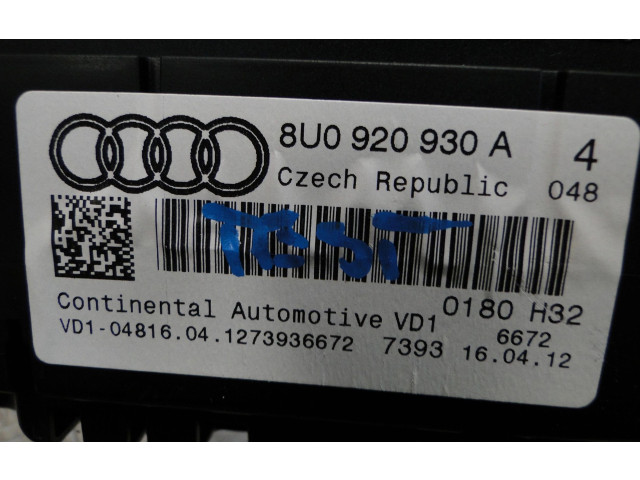 8U0 920 930 A 4
Czech Republic 048
TEST
Continental Automotive VD1 0180 H32
6672
VD1-04816.04.1273936672 7393 16.04.12